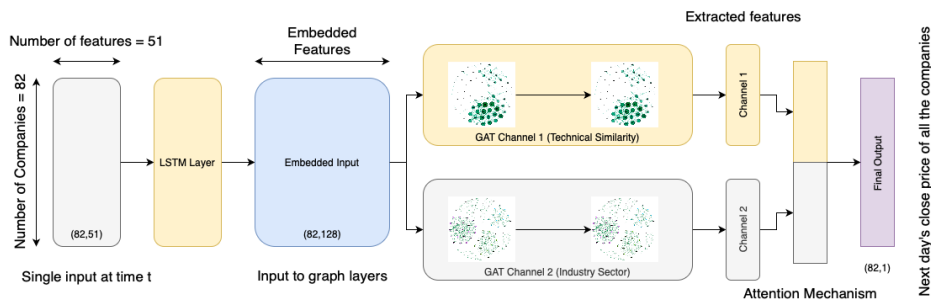 Number of features = 51
Number of Companies = 82
(82,51)
Single input at time t
LSTM Layer
Embedded
Features
Embedded Input
(82,128)
Input to graph layers
GAT Channel 1 (Technical Similarity)
GAT Channel 2 (Industry Sector)
Extracted features
Channel 1
Channel 2
Attention Mechanism
Final Output
(82,1)
Next day's close price of all the companies